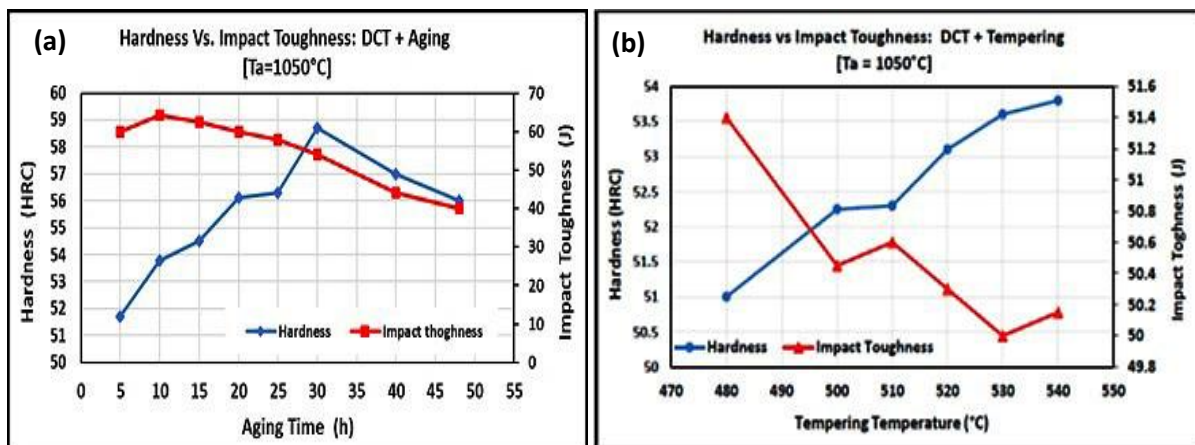 (a)
Hardness Vs. Impact Toughness: DCT + Aging
[Ta=1050°C]
Hardness (HRC)
60
59
58
57
56
55
54
53
52
51
50
70
60
50
40
30
20
10
0
Impact Toughness (J)
Hardness
Impact thoghness
0 5 10 15 20 25 30 35 40 45 50 55
Aging Time (h)
(b)
Hardness vs Impact Toughness: DCT + Tempering
[Ta = 1050°C]
Hardness (HRC)
54
53.5
53
52.5
52
51.5
51
50.5
50
51.6
51.4
51.2
51
50.8
50.6
50.4
50.2
50
49.8
Impact Toghness (J)
Hardness
Impact Toughness
470 480 490 500 510 520 530 540 550
Tempering Temperature (°C)